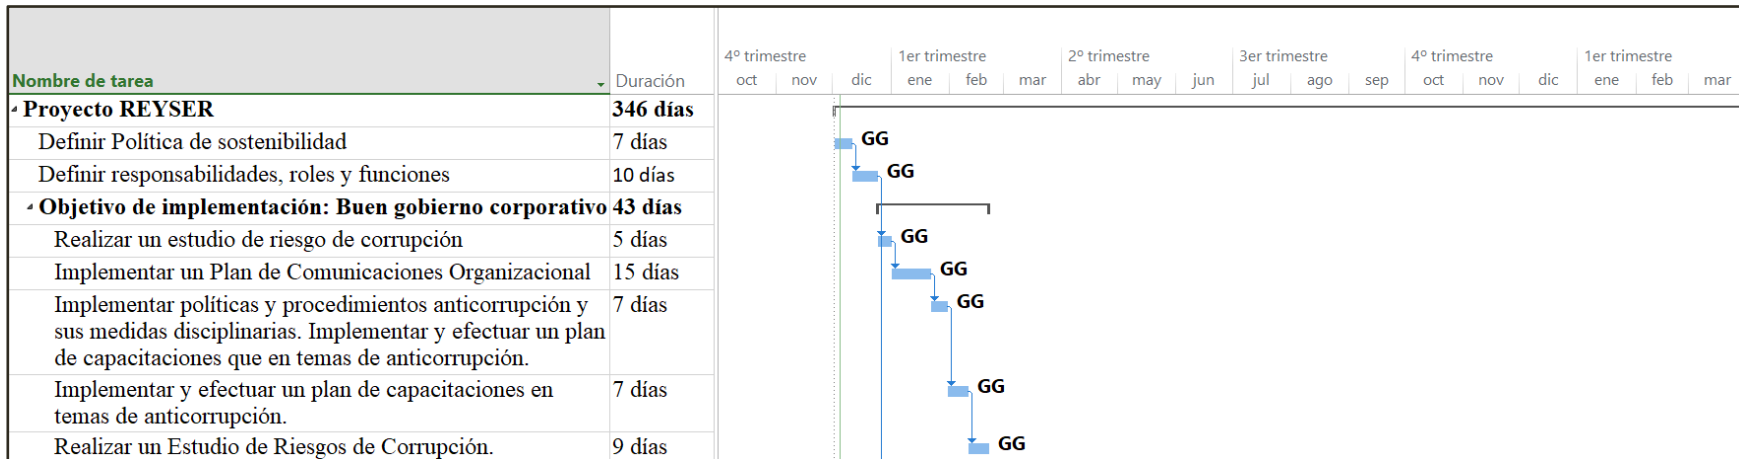 4º trimestre 1er trimestre 2º trimestre 3er trimestre 4º trimestre 1er trimestre
Nombre de tarea Duración oct nov dic ene feb mar abr may jun jul ago sep oct nov dic ene feb mar
Proyecto REYSER 346 días
Definir Política de sostenibilidad 7 días GG
Definir responsabilidades, roles y funciones 10 días GG
Objetivo de implementación: Buen gobierno corporativo 43 días
Realizar un estudio de riesgo de corrupción 5 días GG
Implementar un Plan de Comunicaciones Organizacional 15 días GG
Implementar políticas y procedimientos anticorrupción y 7 días GG
sus medidas disciplinarias. Implementar y efectuar un plan
de capacitaciones que en temas de anticorrupción.
Implementar y efectuar un plan de capacitaciones en 7 días GG
temas de anticorrupción.
Realizar un Estudio de Riesgos de Corrupción. 9 días GG